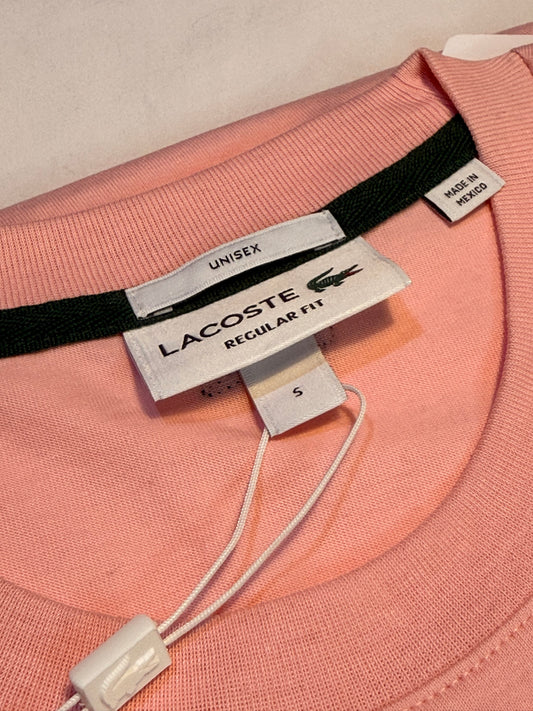 MADE IN
MEXICO
UNISEX
LACOSTE
REGULAR FIT
S